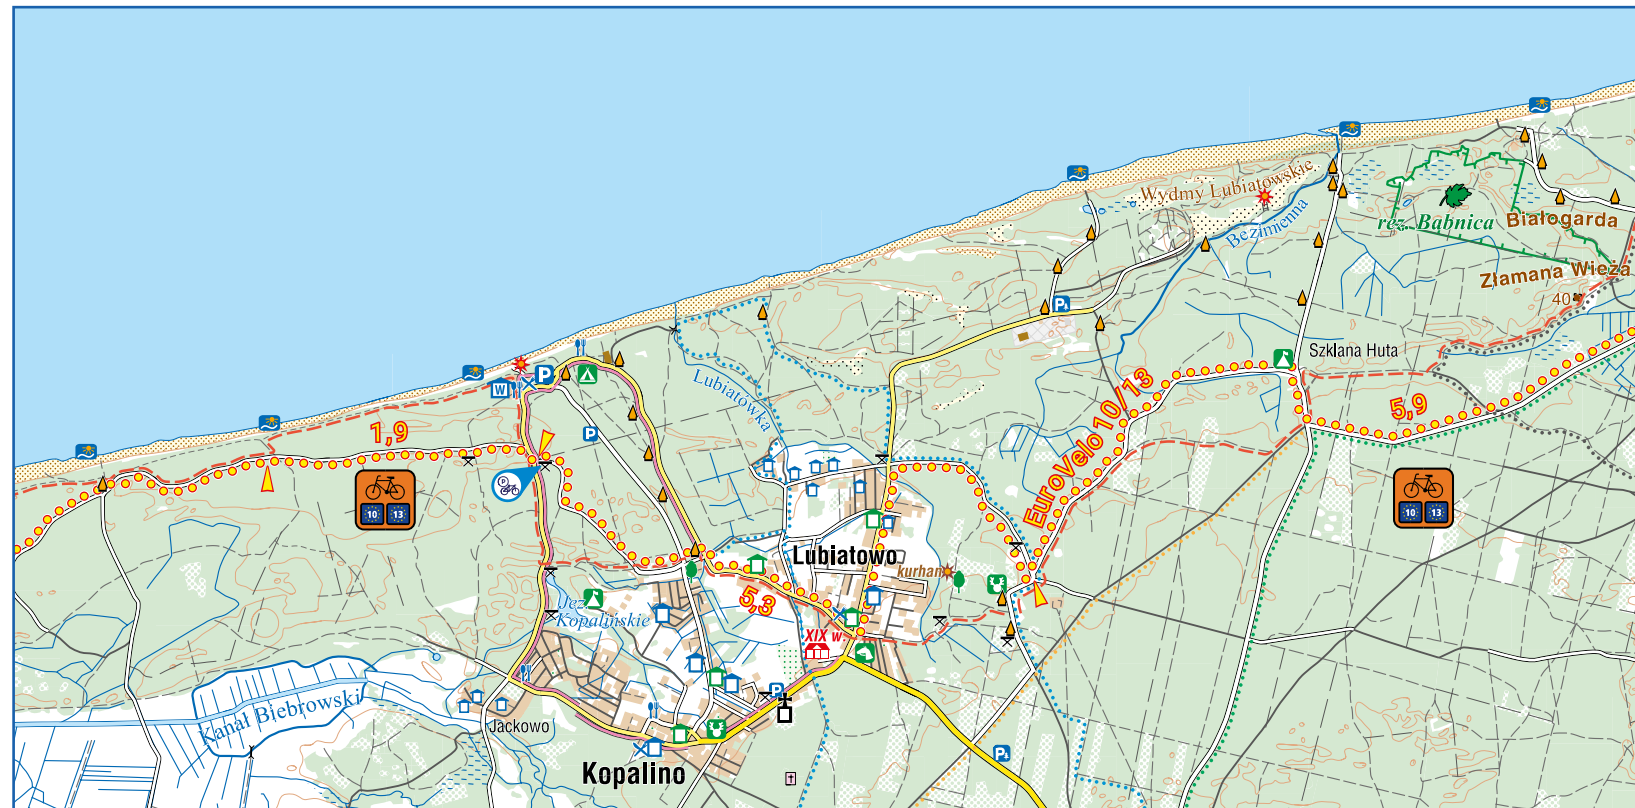 Wydmy Lubiatowskie
Bezimienna
rez. Babnica
Białogarda
Złamana Wieża
40
P
Szklana Huta
P
W
Lubiatówka
P
1,9
5,9
EuroVelo 10/13
P
10 13
10 13
Lubiatowo
kurhan
5,3
Jez.
Kopalińskie
XIX w.
P
Kanał Biebrowski
Jackowo
P
Kopalino